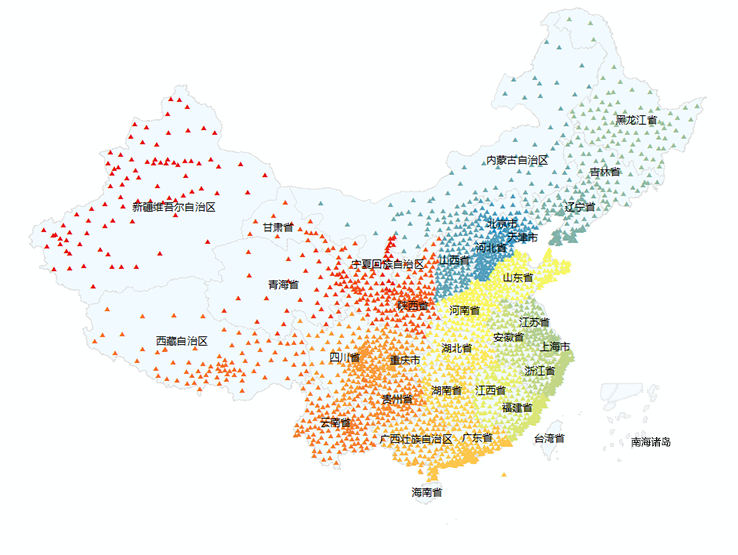 黑龙江省
内蒙古自治区
吉林省
新疆维吾尔自治区
辽宁省
甘肃省
北京市
天津市
河北省
山西省
宁夏回族自治区
山东省
青海省
陕西省
河南省
江苏省
西藏自治区
安徽省
上海市
湖北省
四川省
重庆市
浙江省
湖南省
江西省
贵州省
福建省
云南省
广西壮族自治区
广东省
台湾省
南海诸岛
海南省